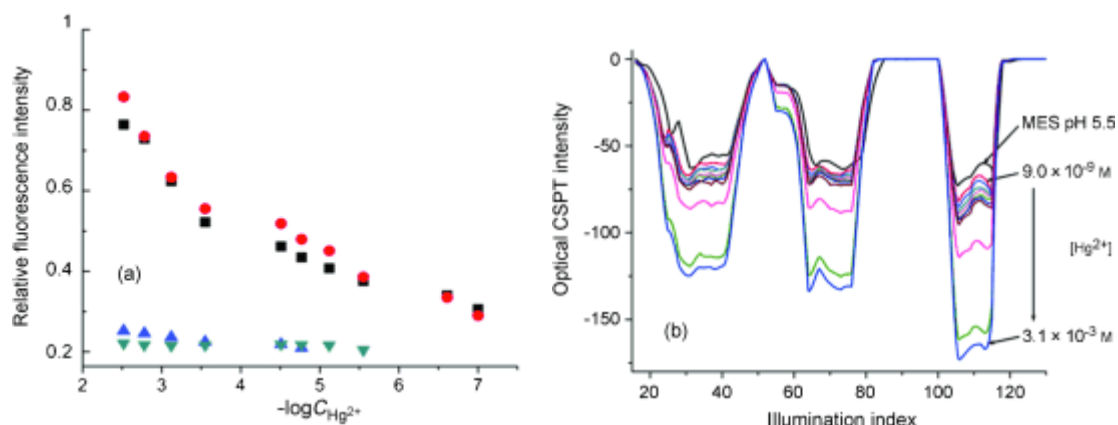 1
0.8
0.6
0.4
0.2
2 3 4 5 6 7
Relative fluorescence intensity
(a)
-logC_Hg²⁺
0
-50
-100
-150
20 40 60 80 100 120
Optical CSPT intensity
(b)
Illumination index
MES pH 5.5
9.0 × 10⁻⁹ M
[Hg²⁺]
3.1 × 10⁻³ M